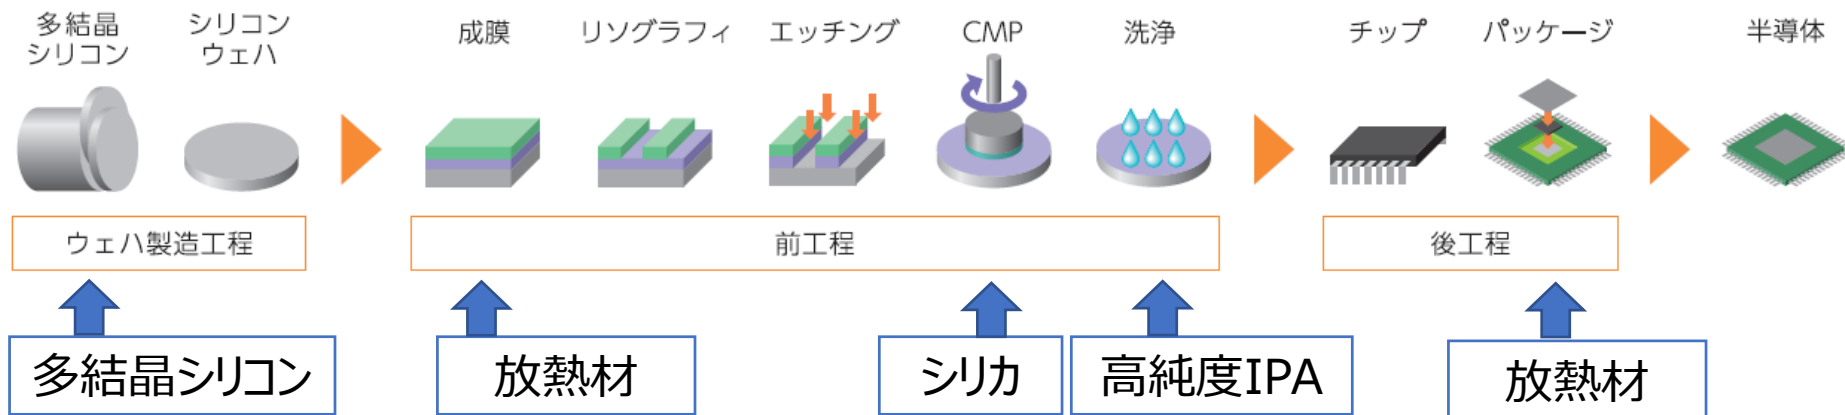 多結晶
シリコン
シリコン
ウェハ
成膜
リソグラフィ
エッチング
CMP
洗浄
チップ
パッケージ
半導体
ウェハ製造工程
前工程
後工程
多結晶シリコン
放熱材
シリカ
高純度IPA
放熱材